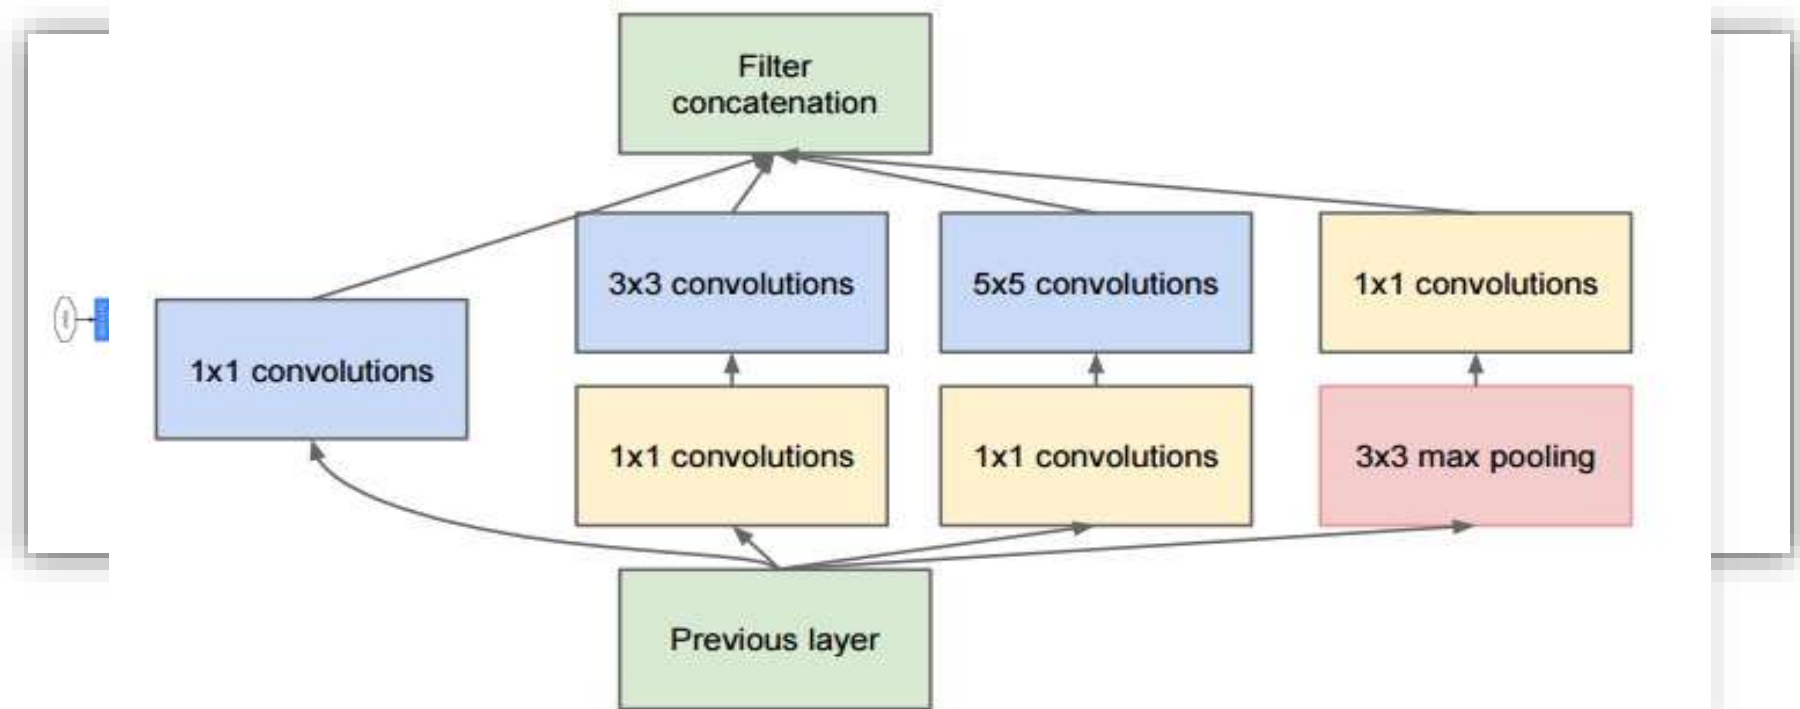 Filter
concatenation
3x3 convolutions
5x5 convolutions
1x1 convolutions
1x1 convolutions
1x1 convolutions
1x1 convolutions
3x3 max pooling
Previous layer